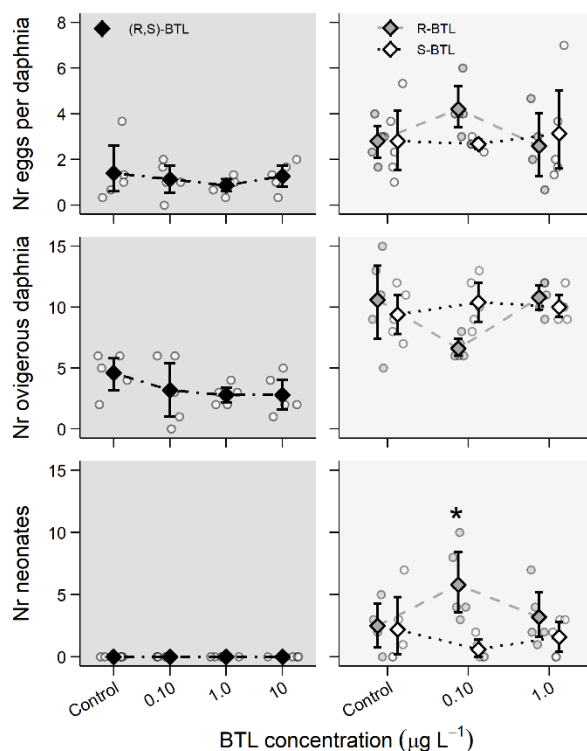 (R,S)-BTL
R-BTL
S-BTL
Nr eggs per daphnia
8
6
4
2
0
Nr ovigerous daphnia
15
10
5
0
*
Nr neonates
15
10
5
0
Control
0.10
1.0
10
Control
0.10
1.0
BTL concentration (μg L⁻¹)